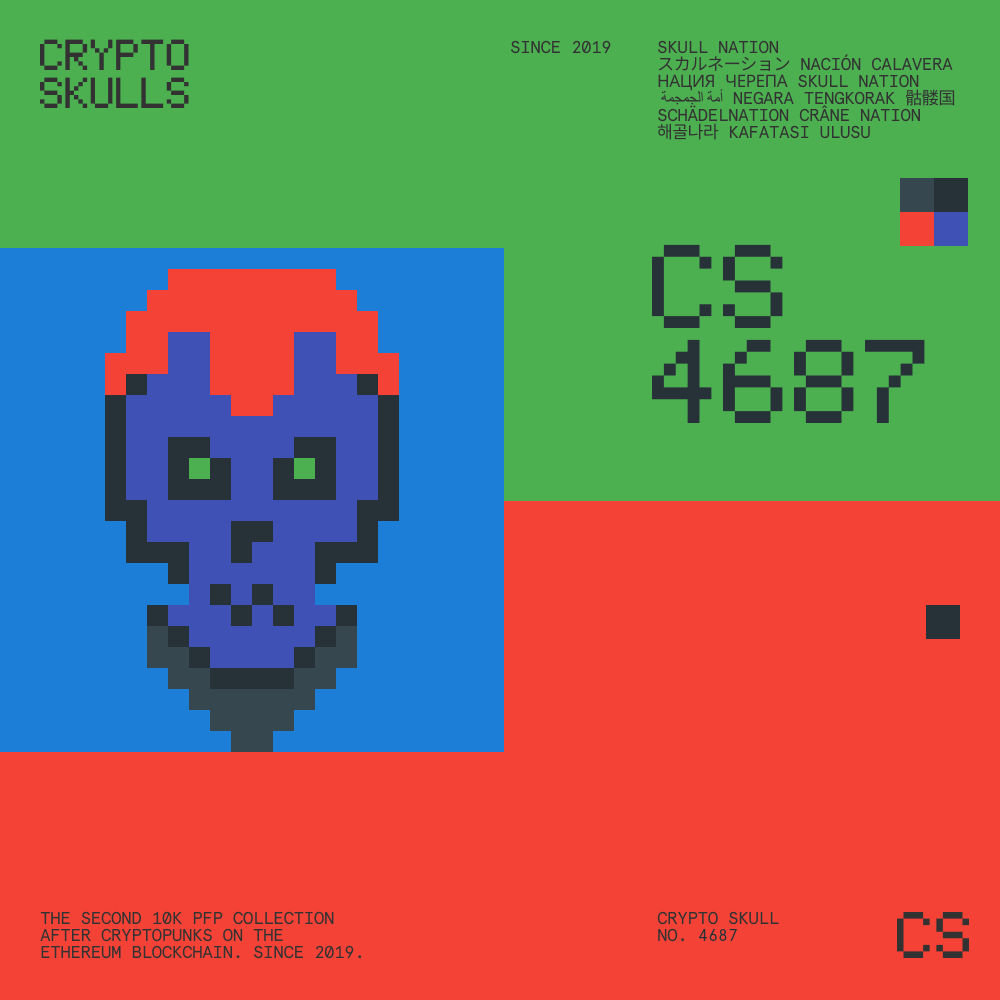 CRYPTO
SKULLS
SINCE 2019
SKULL NATION
スカルネーション NACIÓN CALAVERA
НАЦИЯ ЧЕРЕПА SKULL NATION
أمة الجمجمة NEGARA TENGKORAK 骷髅国
SCHÄDELNATION CRÂNE NATION
해골나라 KAFATASI ULUSU
CS
4687
THE SECOND 10K PFP COLLECTION
AFTER CRYPTOPUNKS ON THE
ETHEREUM BLOCKCHAIN. SINCE 2019.
CRYPTO SKULL
NO. 4687
CS